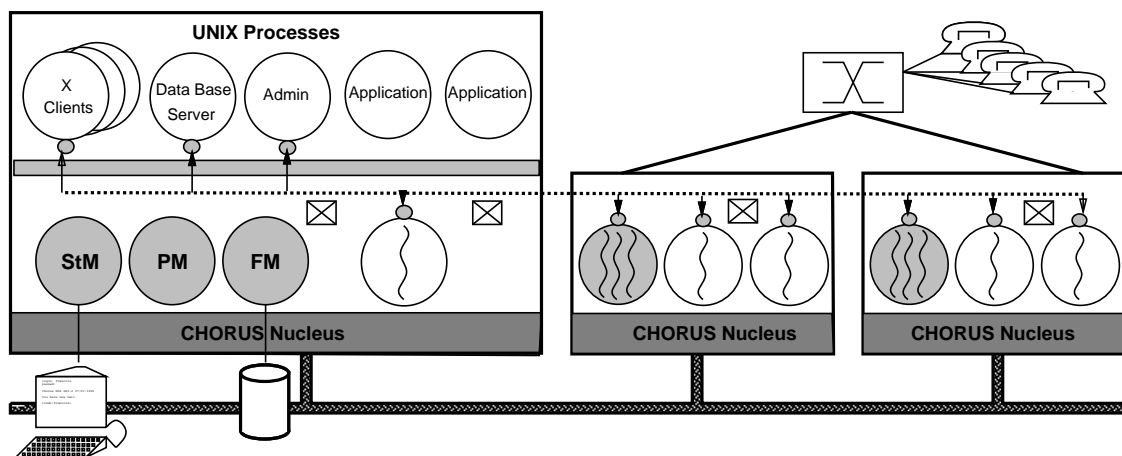 UNIX Processes
X
Clients
Data Base
Server
Admin
Application
Application
StM
PM
FM
CHORUS Nucleus
CHORUS Nucleus
CHORUS Nucleus